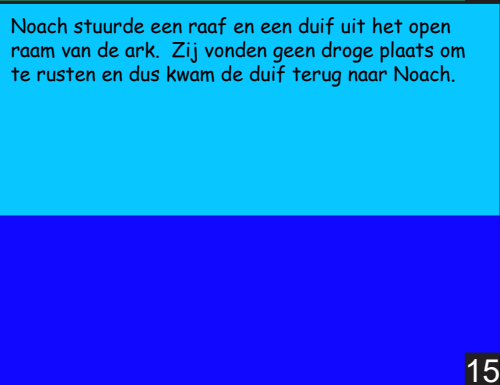 Noach stuurde een raaf en een duif uit het open
raam van de ark.  Zij vonden geen droge plaats om
te rusten en dus kwam de duif terug naar Noach.
15